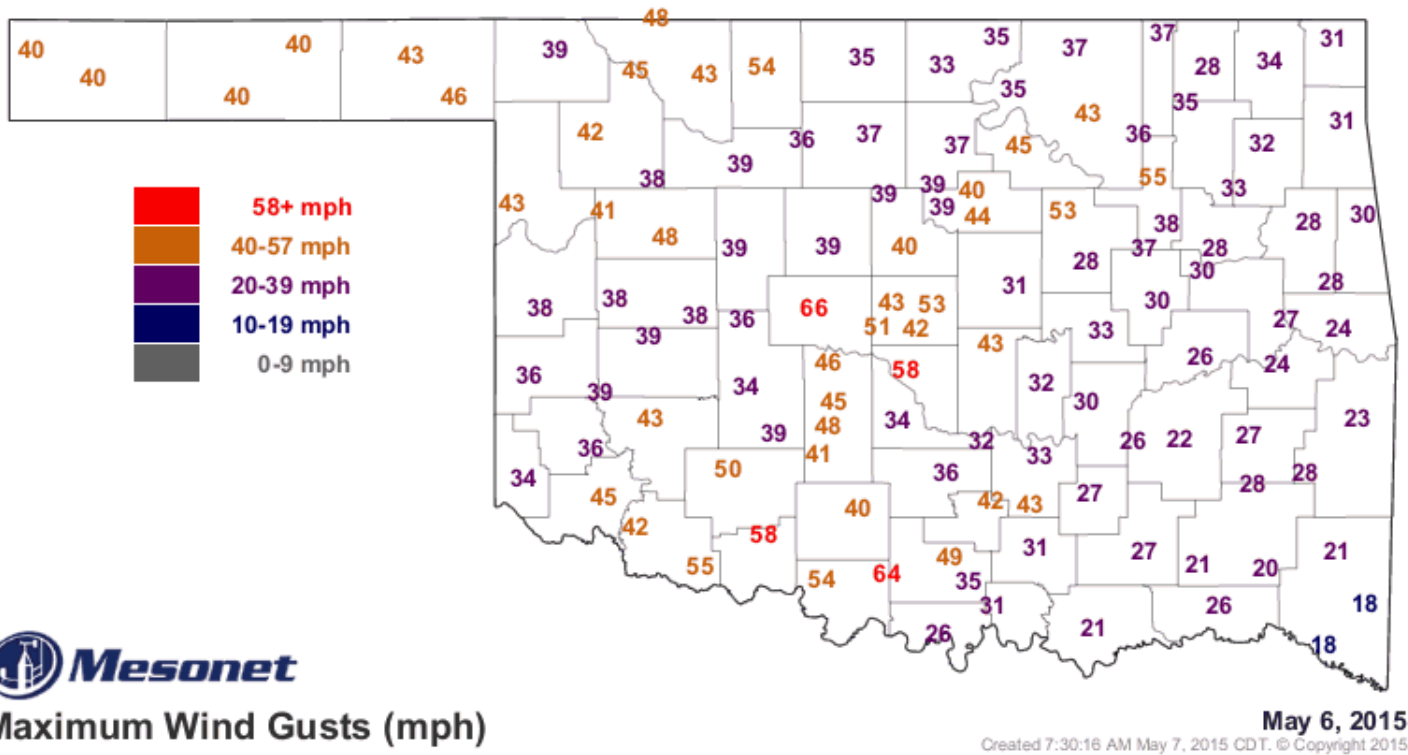 48
40 40 43 39 45 43 54 35 33 35 37 37 28 34 31
40 40 46 35 43 35 31
42 36 37 37 45 36 32
38 39 55 33
43 41 39 39 40 53 38 28 30
48 39 39 39 44 40 28 37 28 30 28
58+ mph
40-57 mph
20-39 mph
10-19 mph
0-9 mph
38 38 38 36 66 43 53 31 30 27 24
39 51 42 43 33 26 24
36 39 34 46 58 32 30 23
43 39 45 34 32 26 22 27
36 48 33
34 50 41 36 27 28 28
45 42 43
42 58 40 49 31 27 21 20 21
55 54 64 35 31 26 18
26 21 18
Mesonet
Maximum Wind Gusts (mph)
May 6, 2015
Created 7:30:16 AM May 7, 2015 CDT. © Copyright 2015